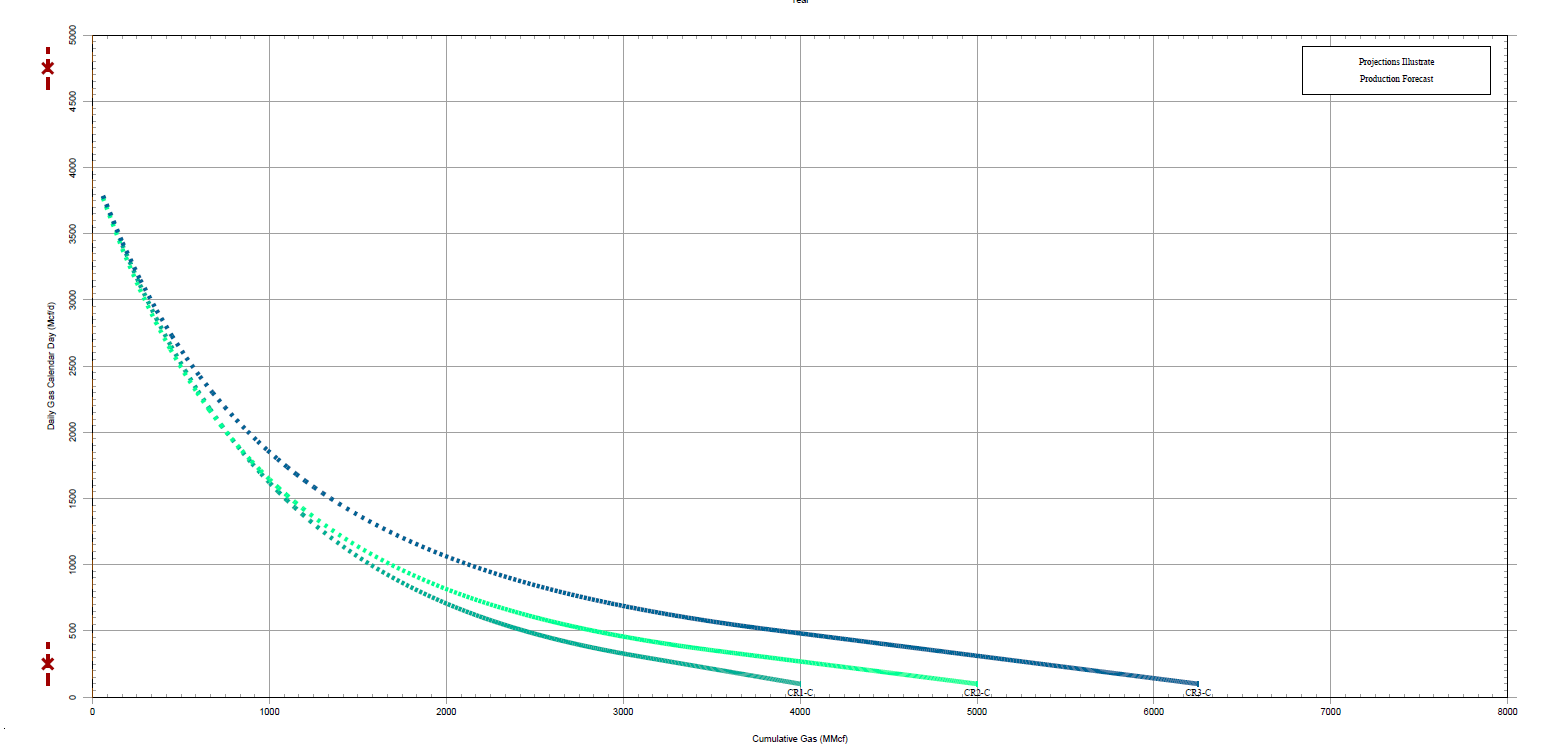 Year
5000
4500
4000
3500
3000
2500
2000
1500
1000
500
0
Daily Gas Calendar Day (Mcf/d)
Projections Illustrate
Production Forecast
CR1-C
CR2-C
CR3-C
0 1000 2000 3000 4000 5000 6000 7000 8000
Cumulative Gas (MMcf)